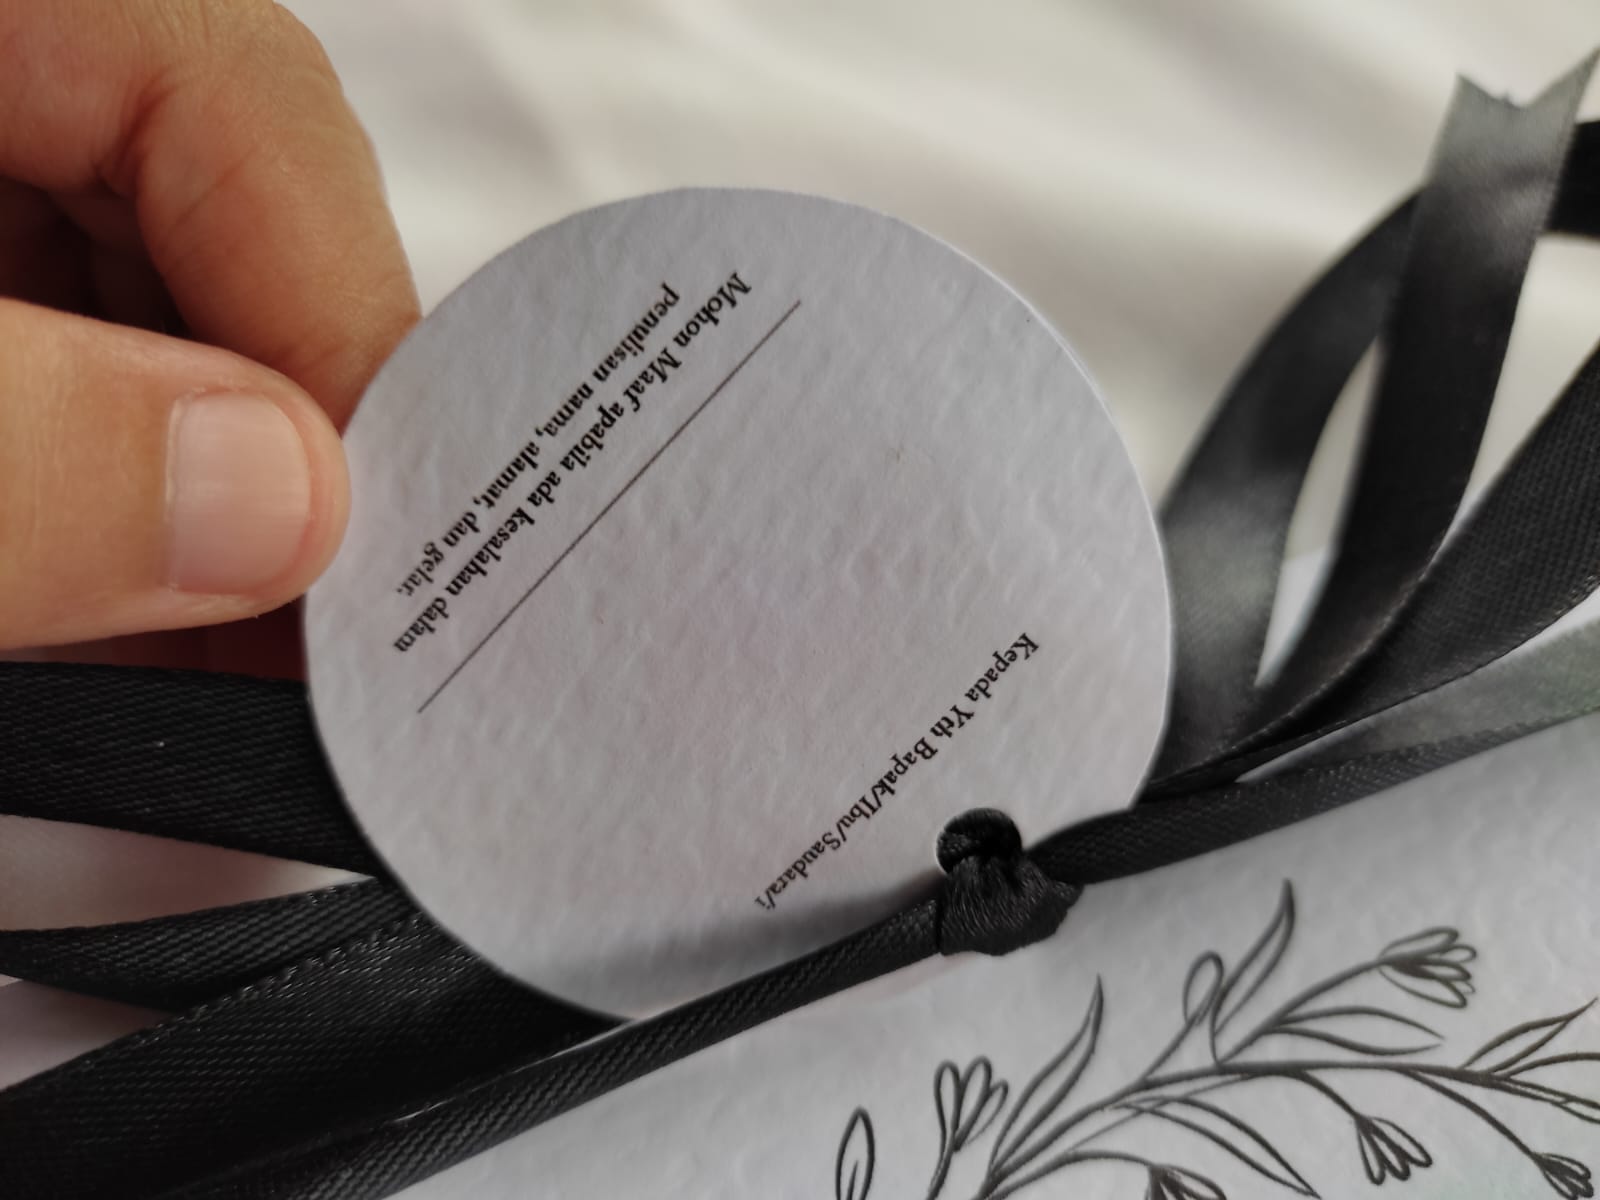 Kepada Yth Bapak/Ibu/Saudara/i
Mohon Maaf apabila ada kesalahan dalam
penulisan nama, alamat, dan gelar.